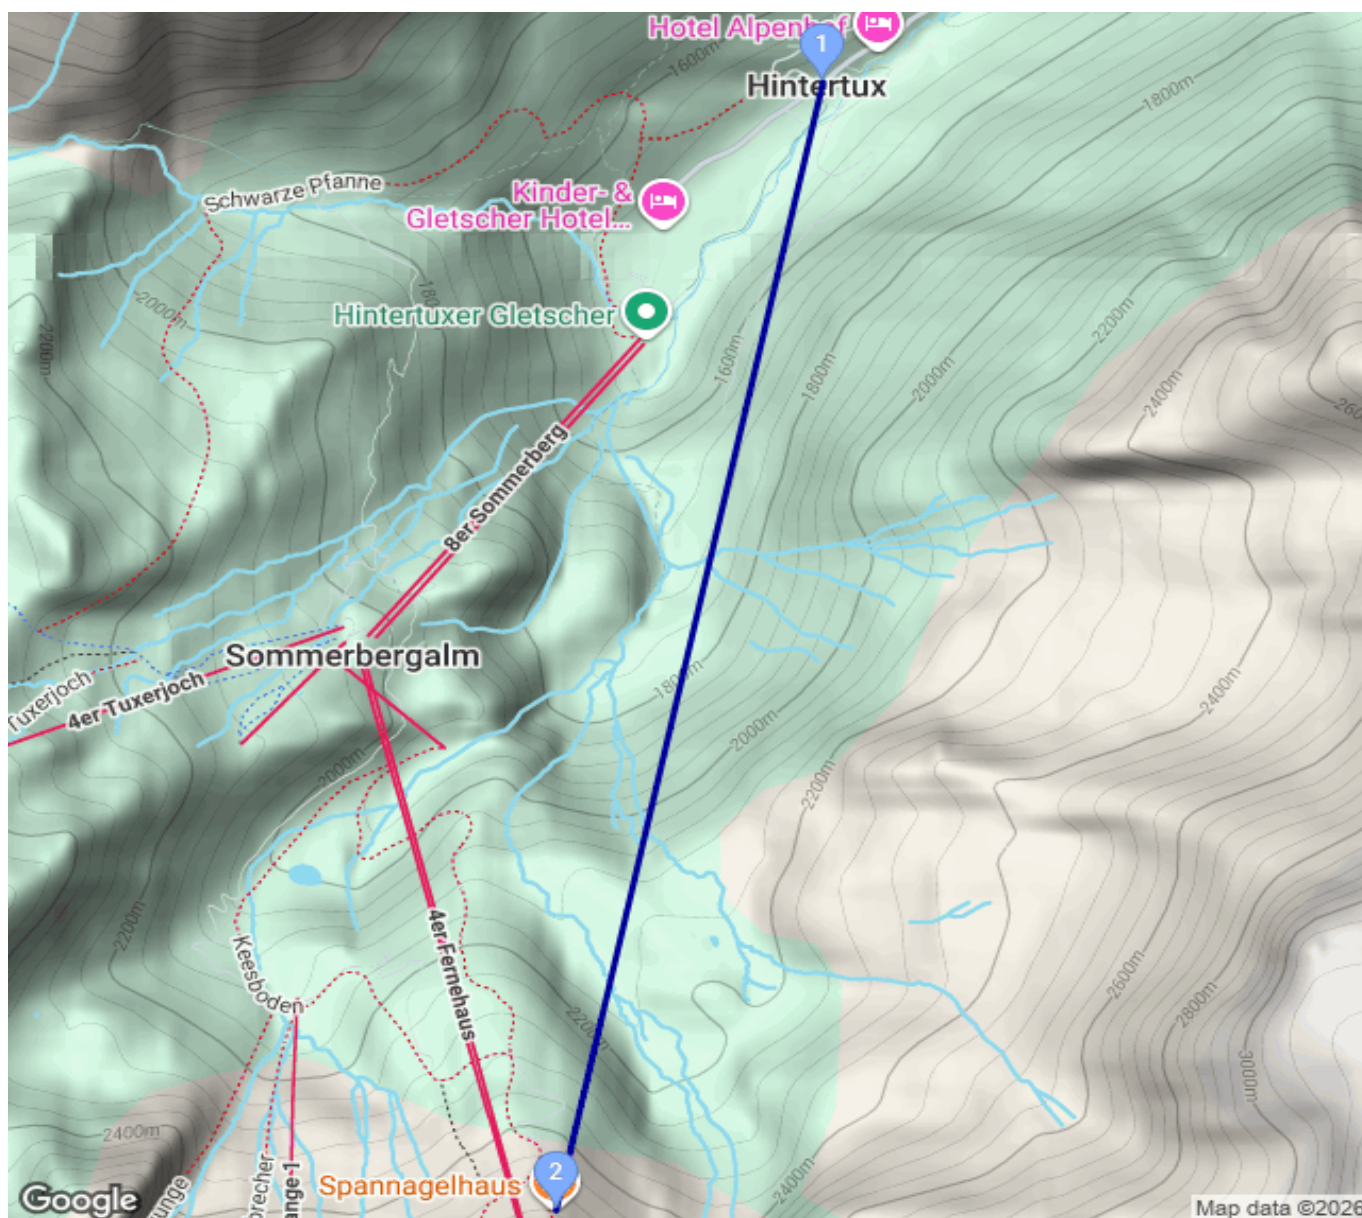 Hotel Alpenhof
1
1600m
Hintertux
1800m
Schwarze Pfanne
Kinder- &
Gletscher Hotel...
2000m
2200m
Hintertuxer Gletscher
1600m
1800m
2000m
2200m
2400m
8er Sommerberg
Sommerbergalm
Tuxerjoch
4er Tuxerjoch
1800m
2000m
2400m
2000m
2200m
2200m
4er Fernehaus
Keesboden
2600m
2800m
3000m
2200m
2400m
2
Spannagelhaus
2400m
Google
Map data ©2026